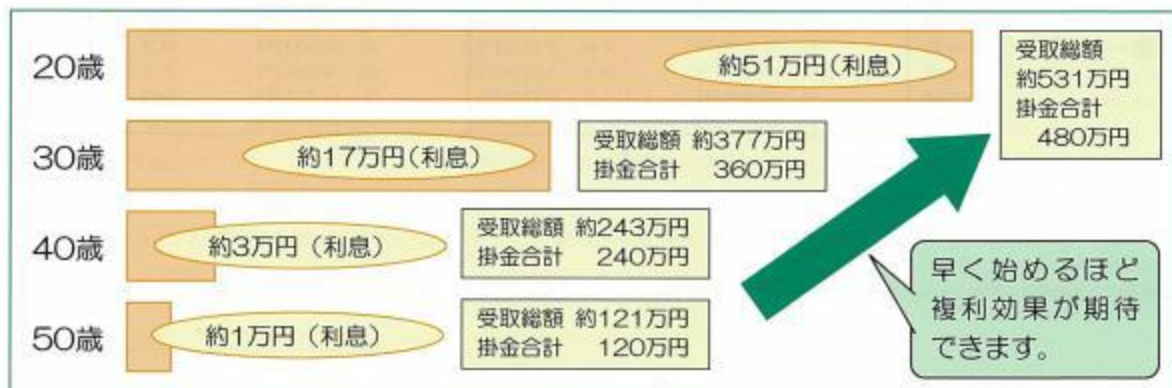 20歳
約51万円(利息)
受取総額
約531万円
掛金合計
480万円
30歳
約17万円(利息)
受取総額 約377万円
掛金合計 360万円
40歳
約3万円(利息)
受取総額 約243万円
掛金合計 240万円
50歳
約1万円(利息)
受取総額 約121万円
掛金合計 120万円
早く始めるほど
複利効果が期待
できます。